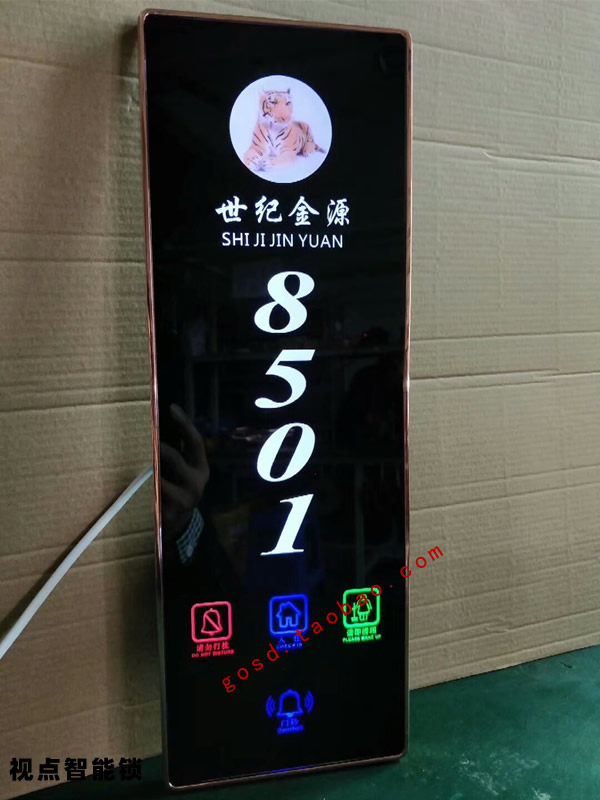 世纪金源
SHI JI JIN YUAN
8
5
0
1
请勿打扰
DO NOT DISTURB
请即清理
PLEASE MAKE UP
门铃
gosd.taobao.com
视点智能锁